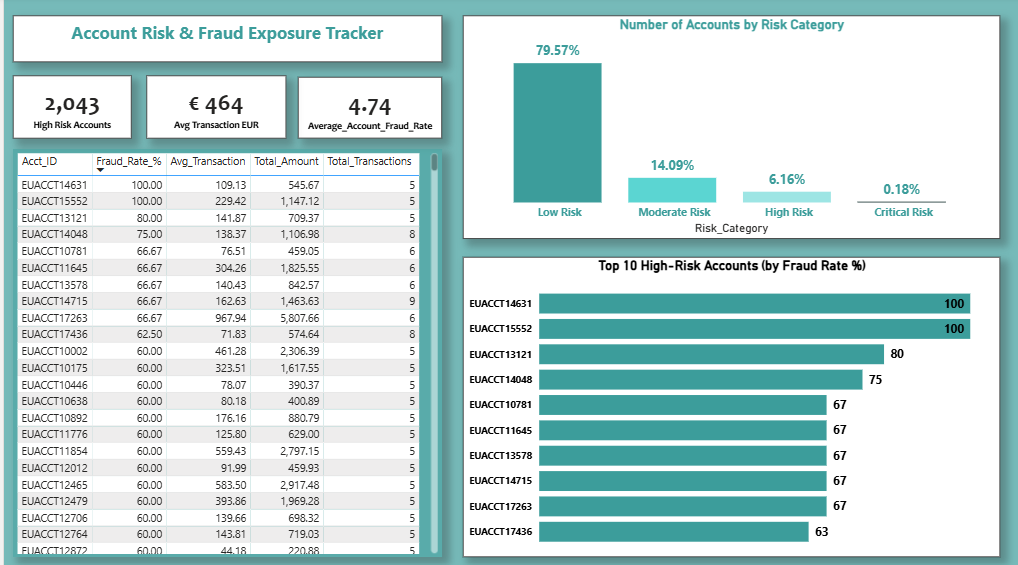 Account Risk & Fraud Exposure Tracker
2,043
High Risk Accounts
€ 464
Avg Transaction EUR
4.74
Average_Account_Fraud_Rate
Acct_ID Fraud_Rate_% Avg_Transaction Total_Amount Total_Transactions
EUACCT14631 100.00 109.13 545.67 5
EUACCT15552 100.00 229.42 1,147.12 5
EUACCT13121 80.00 141.87 709.37 5
EUACCT14048 75.00 138.37 1,106.98 8
EUACCT10781 66.67 76.51 459.05 6
EUACCT11645 66.67 304.26 1,825.55 6
EUACCT13578 66.67 140.43 842.57 6
EUACCT14715 66.67 162.63 1,463.63 9
EUACCT17263 66.67 967.94 5,807.66 6
EUACCT17436 62.50 71.83 574.64 8
EUACCT10002 60.00 461.28 2,306.39 5
EUACCT10175 60.00 323.51 1,617.55 5
EUACCT10446 60.00 78.07 390.37 5
EUACCT10638 60.00 80.18 400.89 5
EUACCT10892 60.00 176.16 880.79 5
EUACCT11776 60.00 125.80 629.00 5
EUACCT11854 60.00 559.43 2,797.15 5
EUACCT12012 60.00 91.99 459.93 5
EUACCT12465 60.00 583.50 2,917.48 5
EUACCT12479 60.00 393.86 1,969.28 5
EUACCT12706 60.00 139.66 698.32 5
EUACCT12764 60.00 143.81 719.03 5
EUACCT12872 60.00 44.18 220.88 5
Number of Accounts by Risk Category
79.57%
14.09%
6.16%
0.18%
Low Risk Moderate Risk High Risk Critical Risk
Risk_Category
Top 10 High-Risk Accounts (by Fraud Rate %)
EUACCT14631 100
EUACCT15552 100
EUACCT13121 80
EUACCT14048 75
EUACCT10781 67
EUACCT11645 67
EUACCT13578 67
EUACCT14715 67
EUACCT17263 67
EUACCT17436 63